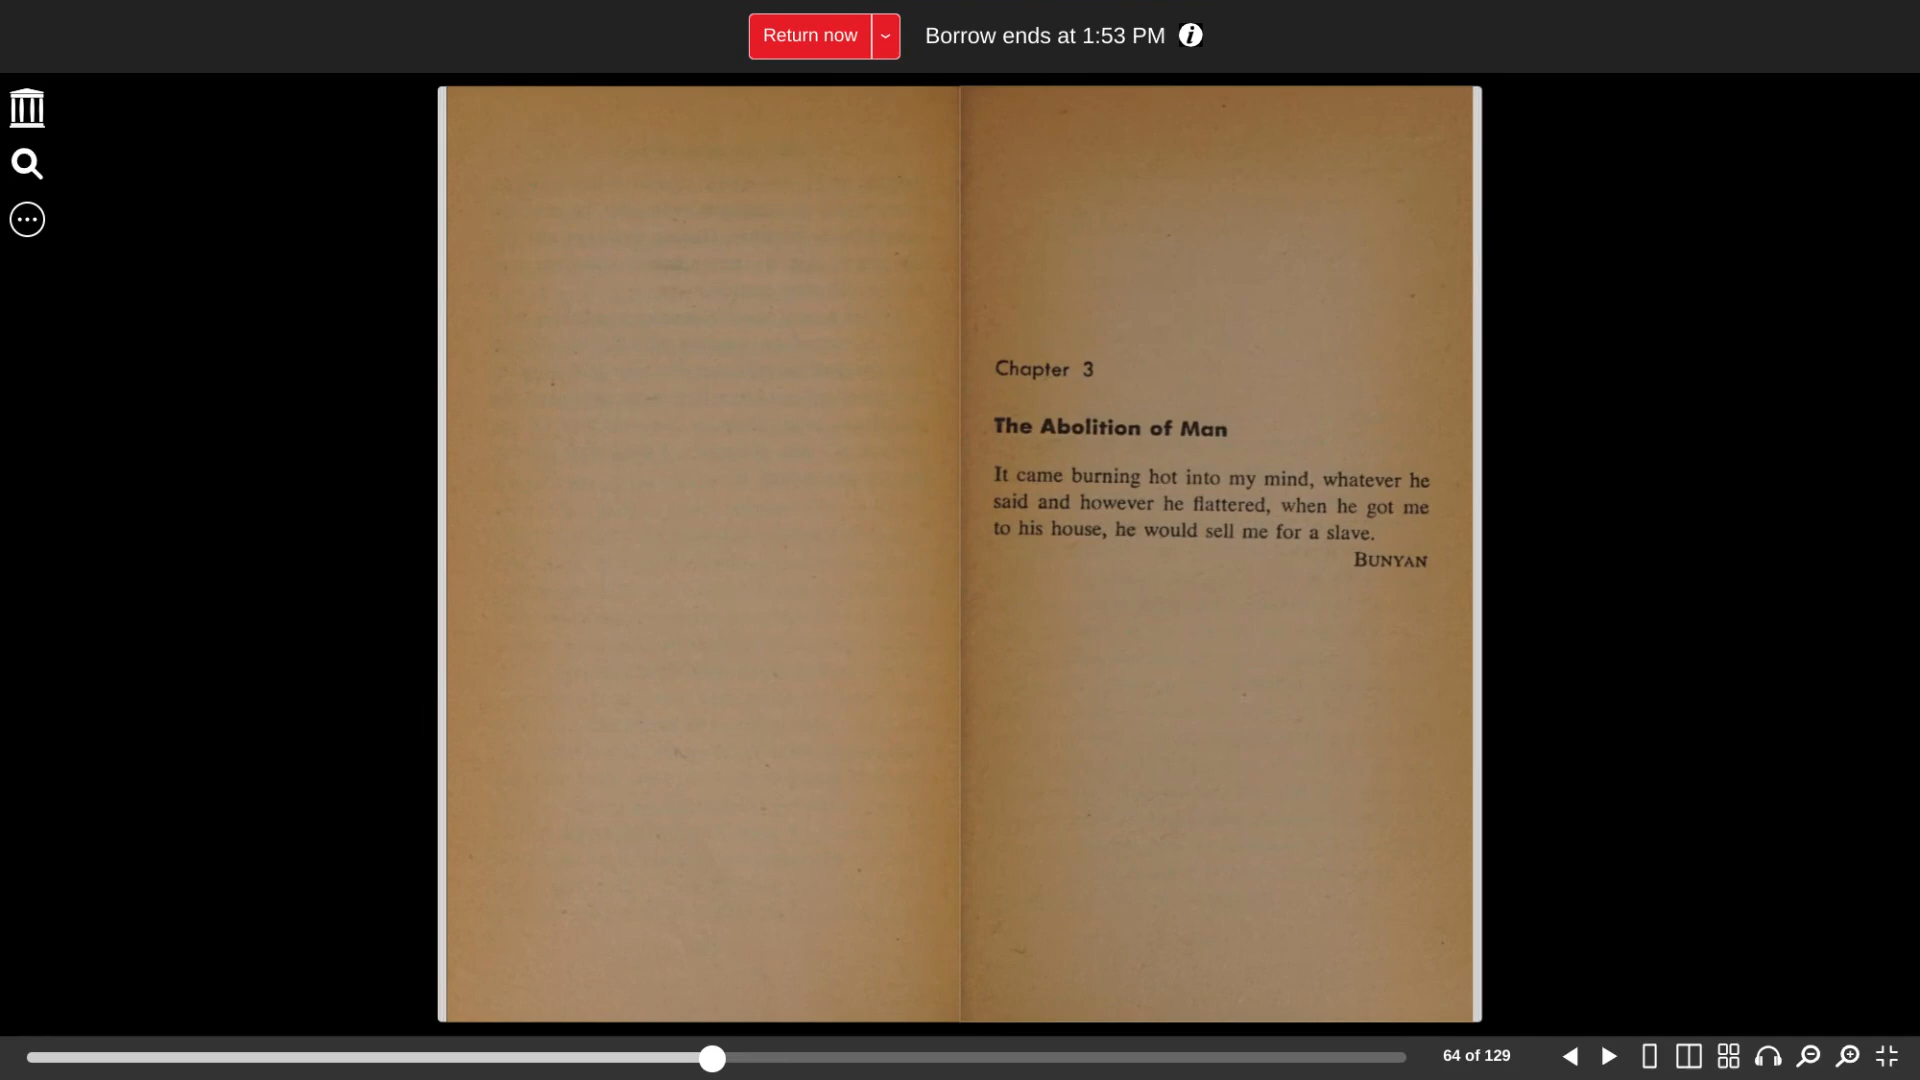 Return now
Borrow ends at 1:53 PM
Chapter 3
The Abolition of Man
It came burning hot into my mind, whatever he
said and however he flattered, when he got me
to his house, he would sell me for a slave.
BUNYAN
64 of 129